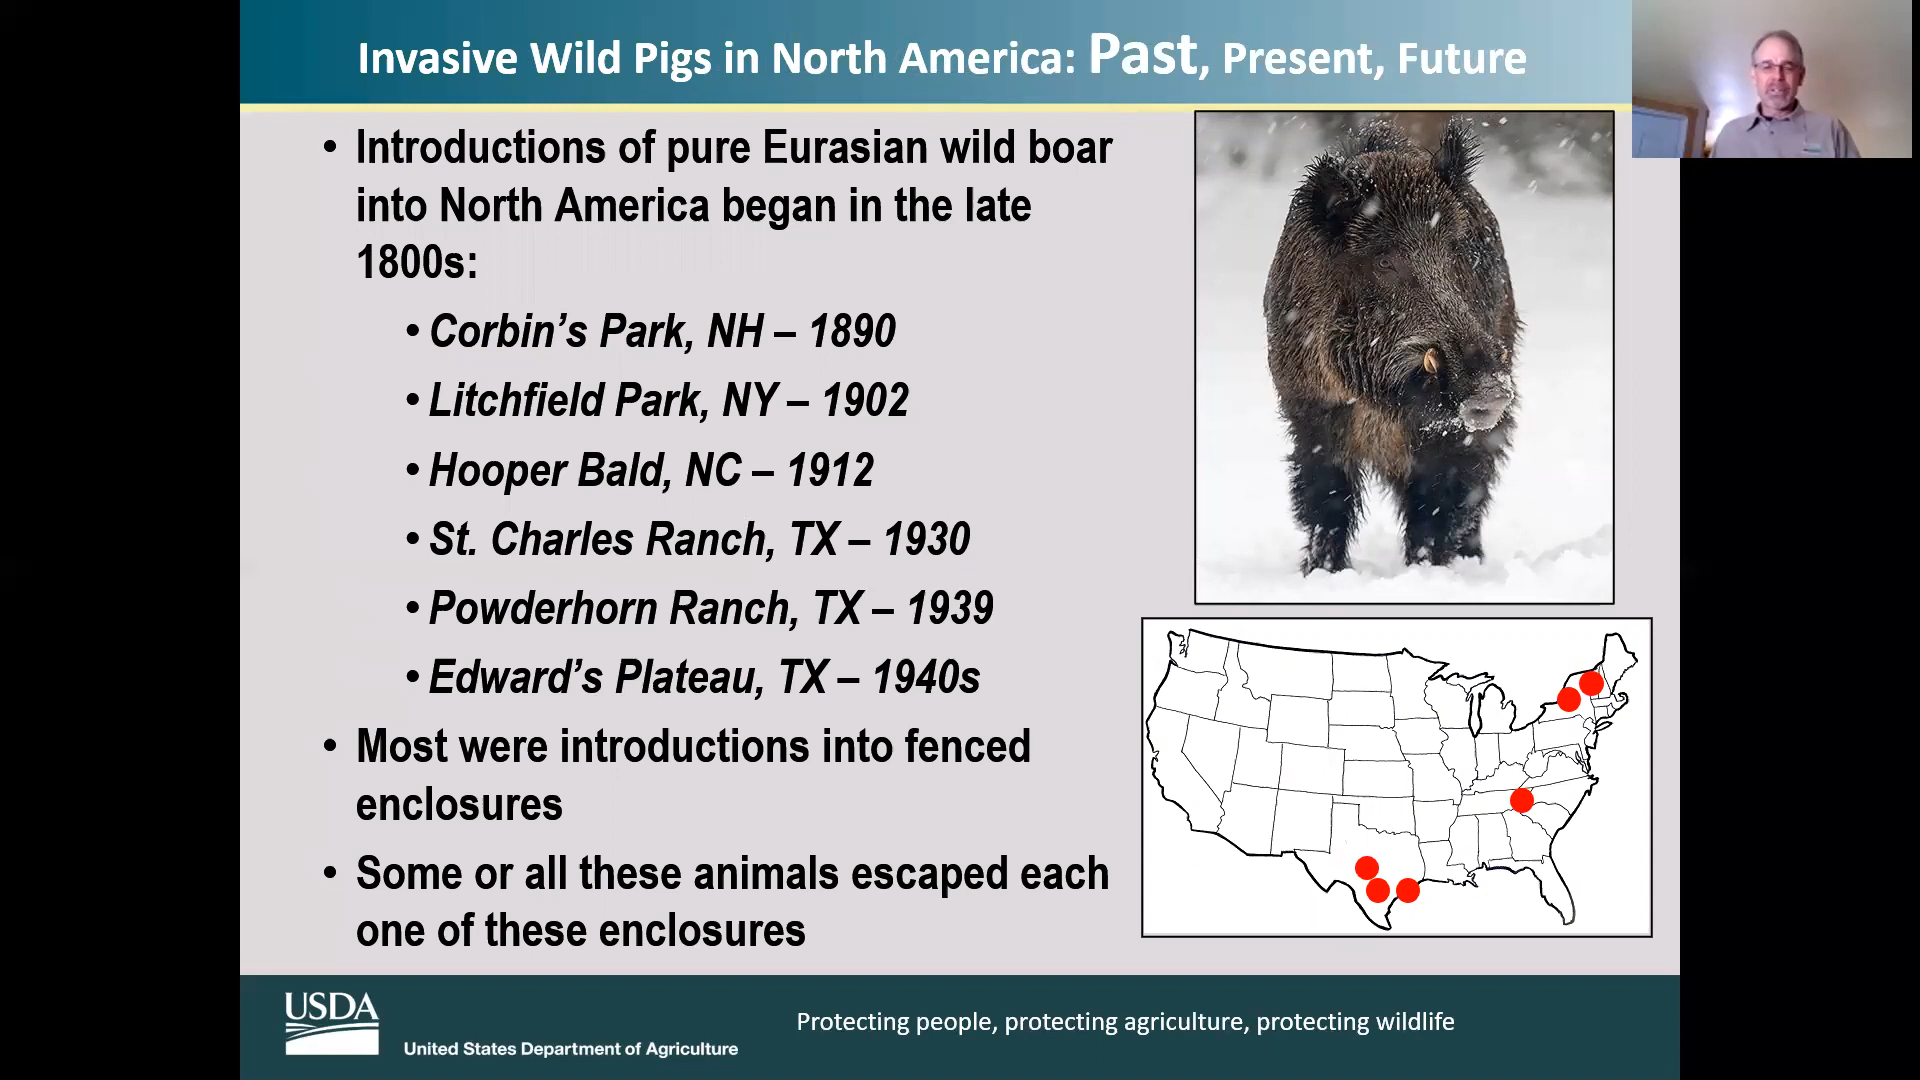 Invasive Wild Pigs in North America: Past, Present, Future
• Introductions of pure Eurasian wild boar
into North America began in the late
1800s:
• Corbin’s Park, NH – 1890
• Litchfield Park, NY – 1902
• Hooper Bald, NC – 1912
• St. Charles Ranch, TX – 1930
• Powderhorn Ranch, TX – 1939
• Edward’s Plateau, TX – 1940s
• Most were introductions into fenced
enclosures
• Some or all these animals escaped each
one of these enclosures
USDA
United States Department of Agriculture
Protecting people, protecting agriculture, protecting wildlife